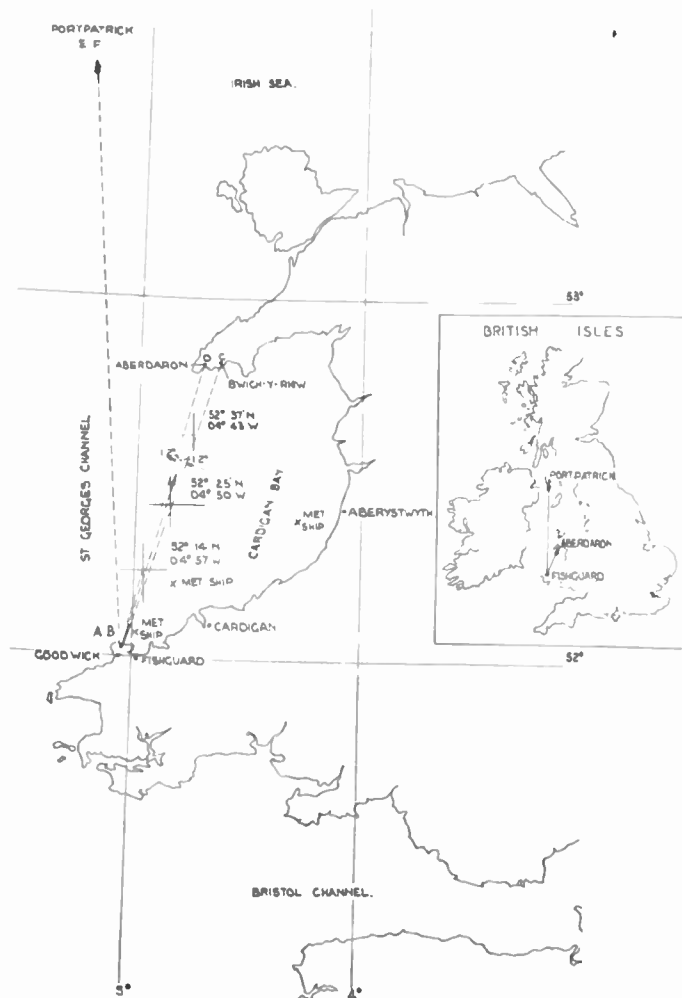 PORTPATRICK
E F
IRISH SEA.
53°
BRITISH ISLES
ABERDARON
D C
BWLCH-Y-RHIW
52° 37' N
04° 43 W
PORTPATRICK
ST GEORGES CHANNEL
52° 25' N
04° 50 W
CARDIGAN BAY
MET
SHIP
ABERYSTWYTH
ABERDARON
52° 14 N
04° 57 W
MET SHIP
FISHGUARD
A B
MET
SHIP
CARDIGAN
GOODWICK
FISHGUARD
52°
BRISTOL CHANNEL.
5°
4°